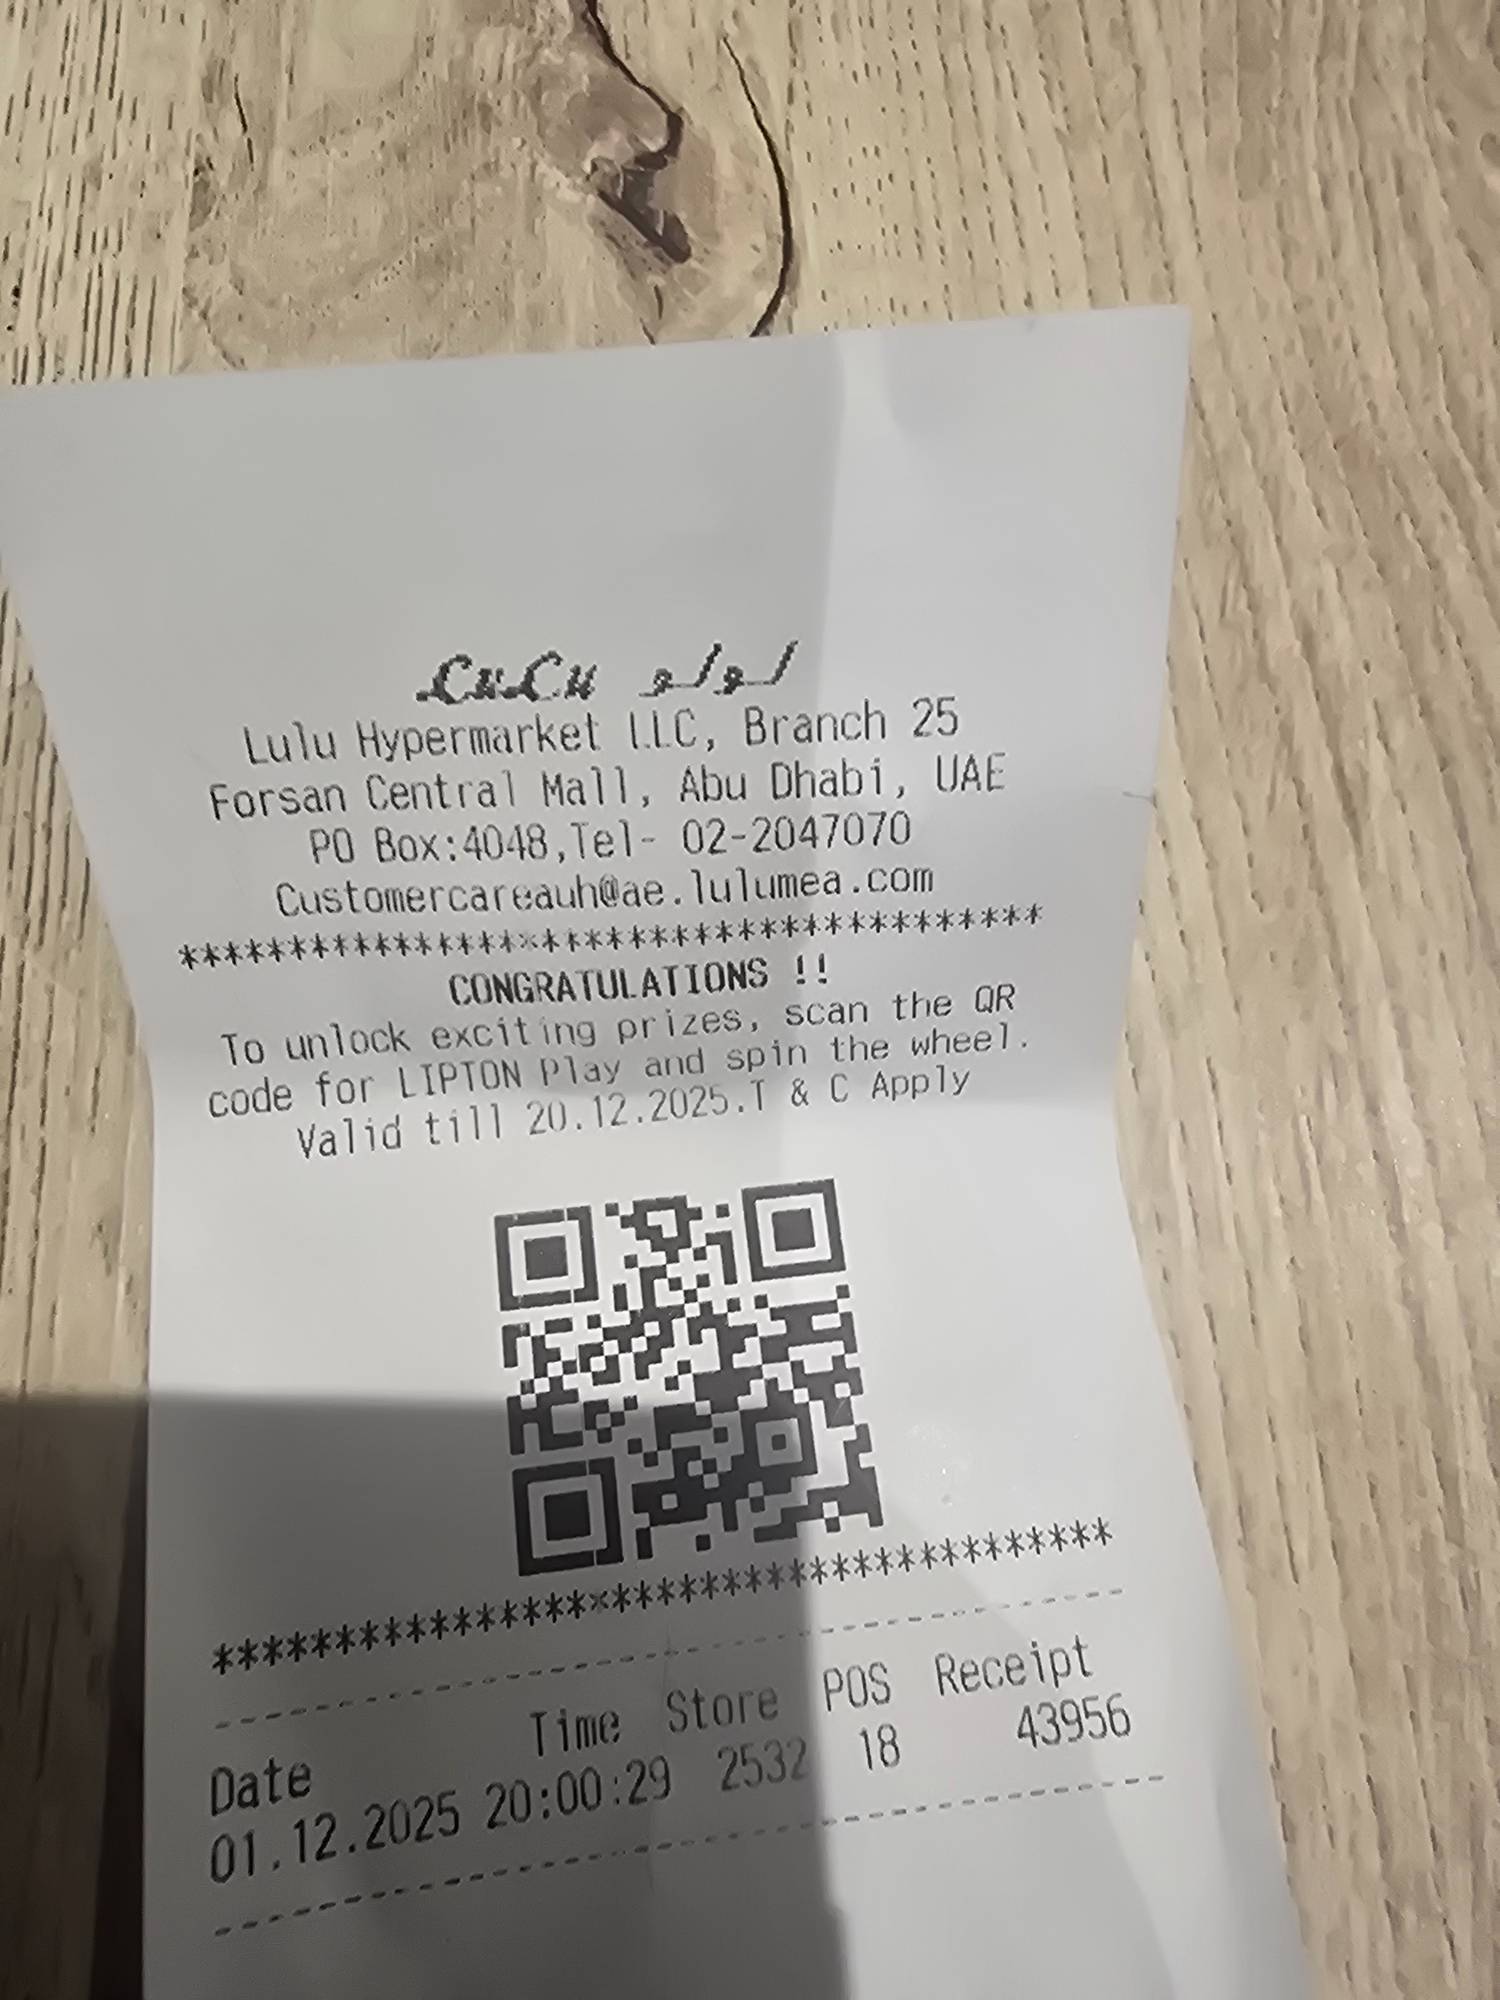 LuLu لولو
Lulu Hypermarket LLC, Branch 25
Forsan Central Mall, Abu Dhabi, UAE
PO Box:4048,Tel- 02-2047070
Customercareauh@ae.lulumea.com
***************************************
CONGRATULATIONS !!
To unlock exciting prizes, scan the QR
code for LIPTON Play and spin the wheel.
Valid till 20.12.2025.T & C Apply
***************************************
----------------------------------------
Date Time Store POS Receipt
01.12.2025 20:00:29 2532 18 43956
----------------------------------------